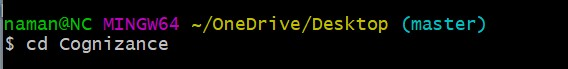 naman@NC MINGW64 ~/OneDrive/Desktop (master)
$ cd Cognizance